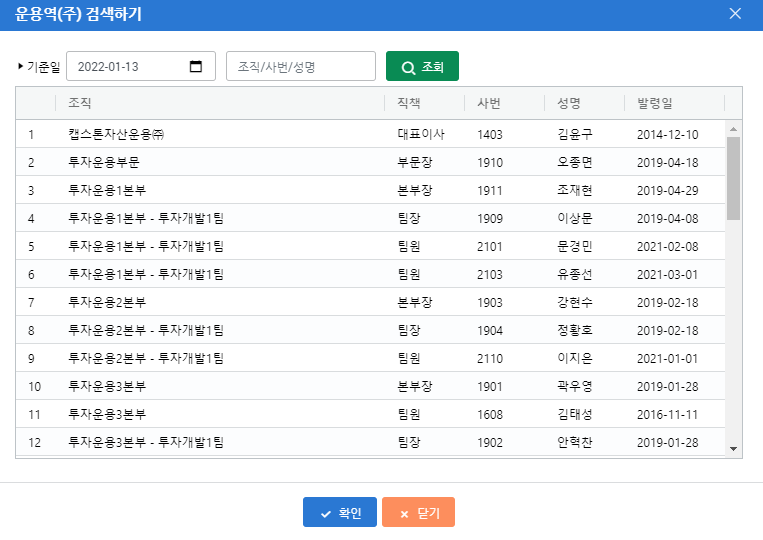 운용역(주) 검색하기
기준일 2022-01-13 조직/사번/성명 조회
조직 직책 사번 성명 발령일
1 캡스톤자산운용㈜ 대표이사 1403 김윤구 2014-12-10
2 투자운용부문 부문장 1910 오종면 2019-04-18
3 투자운용1본부 본부장 1911 조재현 2019-04-29
4 투자운용1본부 - 투자개발1팀 팀장 1909 이상문 2019-04-08
5 투자운용1본부 - 투자개발1팀 팀원 2101 문경민 2021-02-08
6 투자운용1본부 - 투자개발1팀 팀원 2103 유종선 2021-03-01
7 투자운용2본부 본부장 1903 강현수 2019-02-18
8 투자운용2본부 - 투자개발1팀 팀장 1904 정황호 2019-02-18
9 투자운용2본부 - 투자개발1팀 팀원 2110 이지은 2021-01-01
10 투자운용3본부 본부장 1901 곽우영 2019-01-28
11 투자운용3본부 팀원 1608 김태성 2016-11-11
12 투자운용3본부 - 투자개발1팀 팀장 1902 안혁찬 2019-01-28
확인 닫기